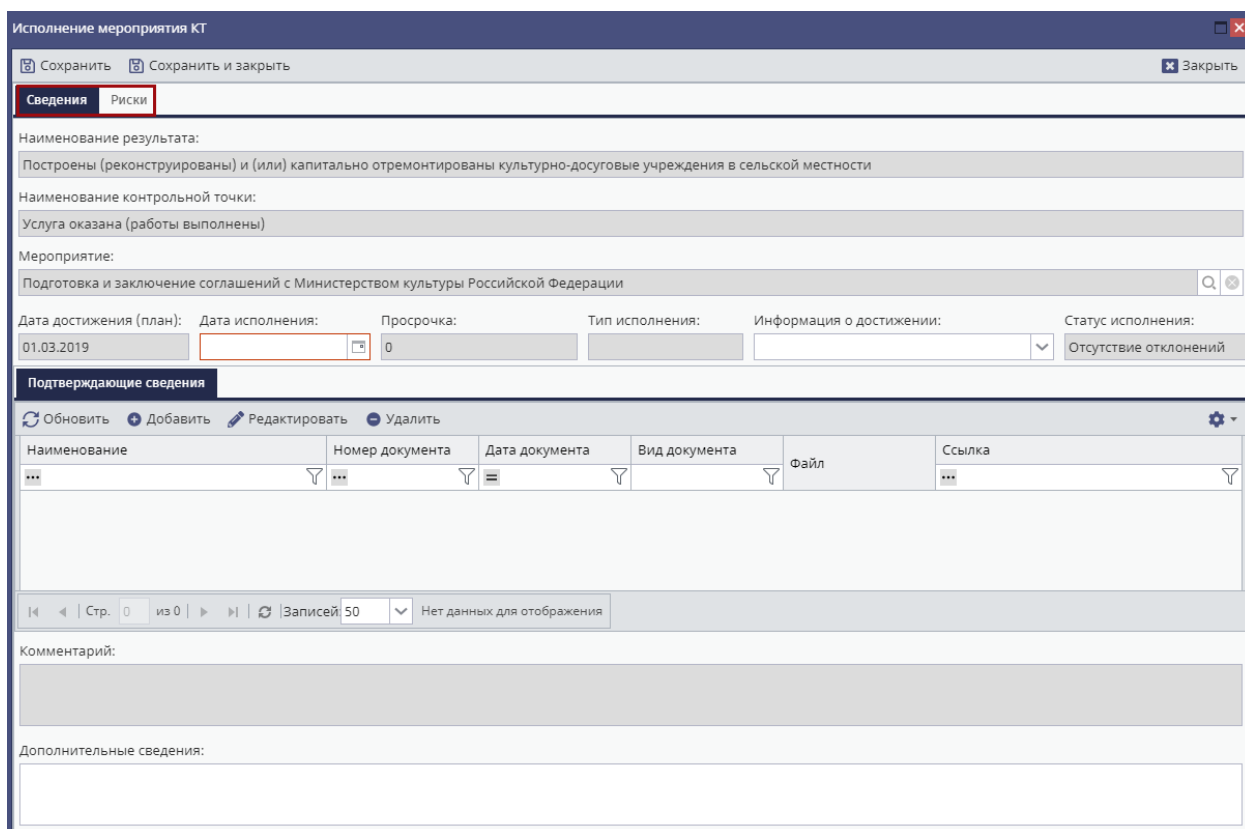 Исполнение мероприятия КТ
Сохранить Сохранить и закрыть Закрыть
Сведения Риски
Наименование результата:
Построены (реконструированы) и (или) капитально отремонтированы культурно-досуговые учреждения в сельской местности
Наименование контрольной точки:
Услуга оказана (работы выполнены)
Мероприятие:
Подготовка и заключение соглашений с Министерством культуры Российской Федерации
Дата достижения (план): Дата исполнения: Просрочка: Тип исполнения: Информация о достижении: Статус исполнения:
01.03.2019 0 Отсутствие отклонений
Подтверждающие сведения
Обновить Добавить Редактировать Удалить
Наименование Номер документа Дата документа Вид документа Файл Ссылка
... ... = ...
Стр. 0 из 0 Записей: 50 Нет данных для отображения
Комментарий:
Дополнительные сведения: